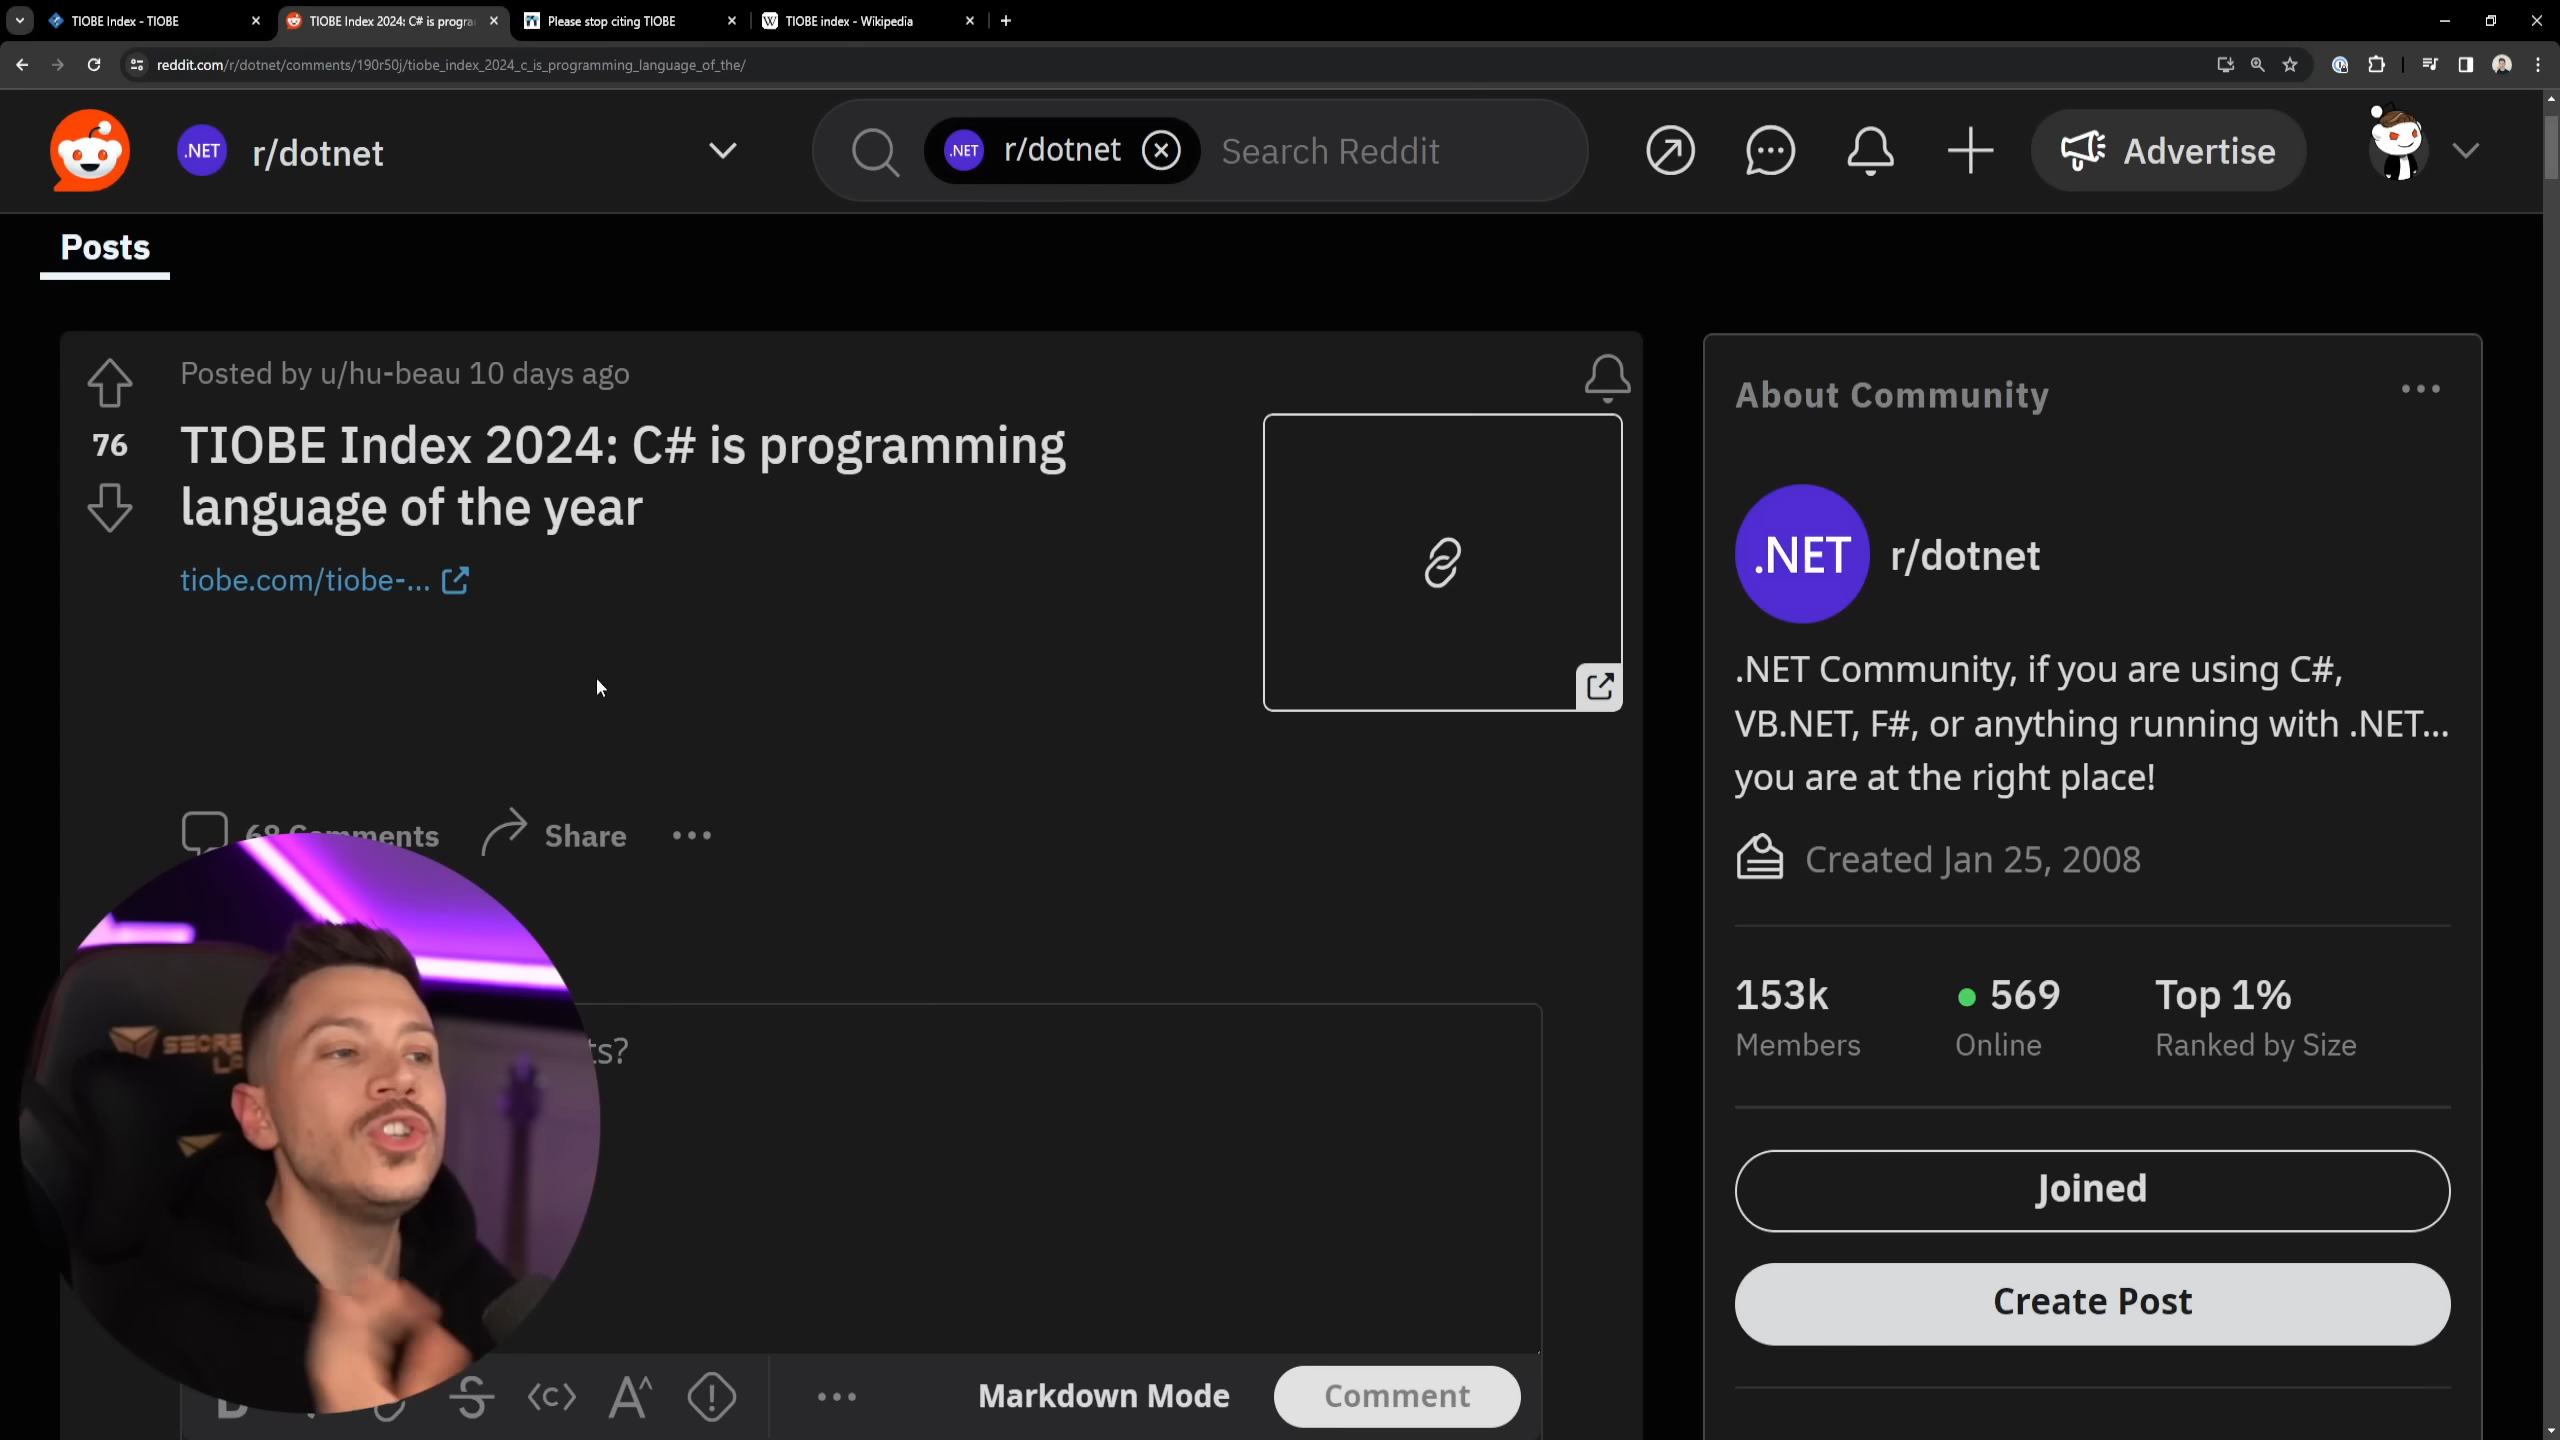 TIOBE Index - TIOBE
TIOBE Index 2024: C# is progra
Please stop citing TIOBE
TIOBE index - Wikipedia
reddit.com/r/dotnet/comments/190r50j/tiobe_index_2024_c_is_programming_language_of_the/
.NET
r/dotnet
.NET
r/dotnet
Search Reddit
Advertise
Posts
Posted by u/hu-beau 10 days ago
76
TIOBE Index 2024: C# is programming
language of the year
tiobe.com/tiobe-...
68 Comments
Share
ts?
Markdown Mode
Comment
About Community
.NET
r/dotnet
.NET Community, if you are using C#,
VB.NET, F#, or anything running with .NET...
you are at the right place!
Created Jan 25, 2008
153k
Members
569
Online
Top 1%
Ranked by Size
Joined
Create Post